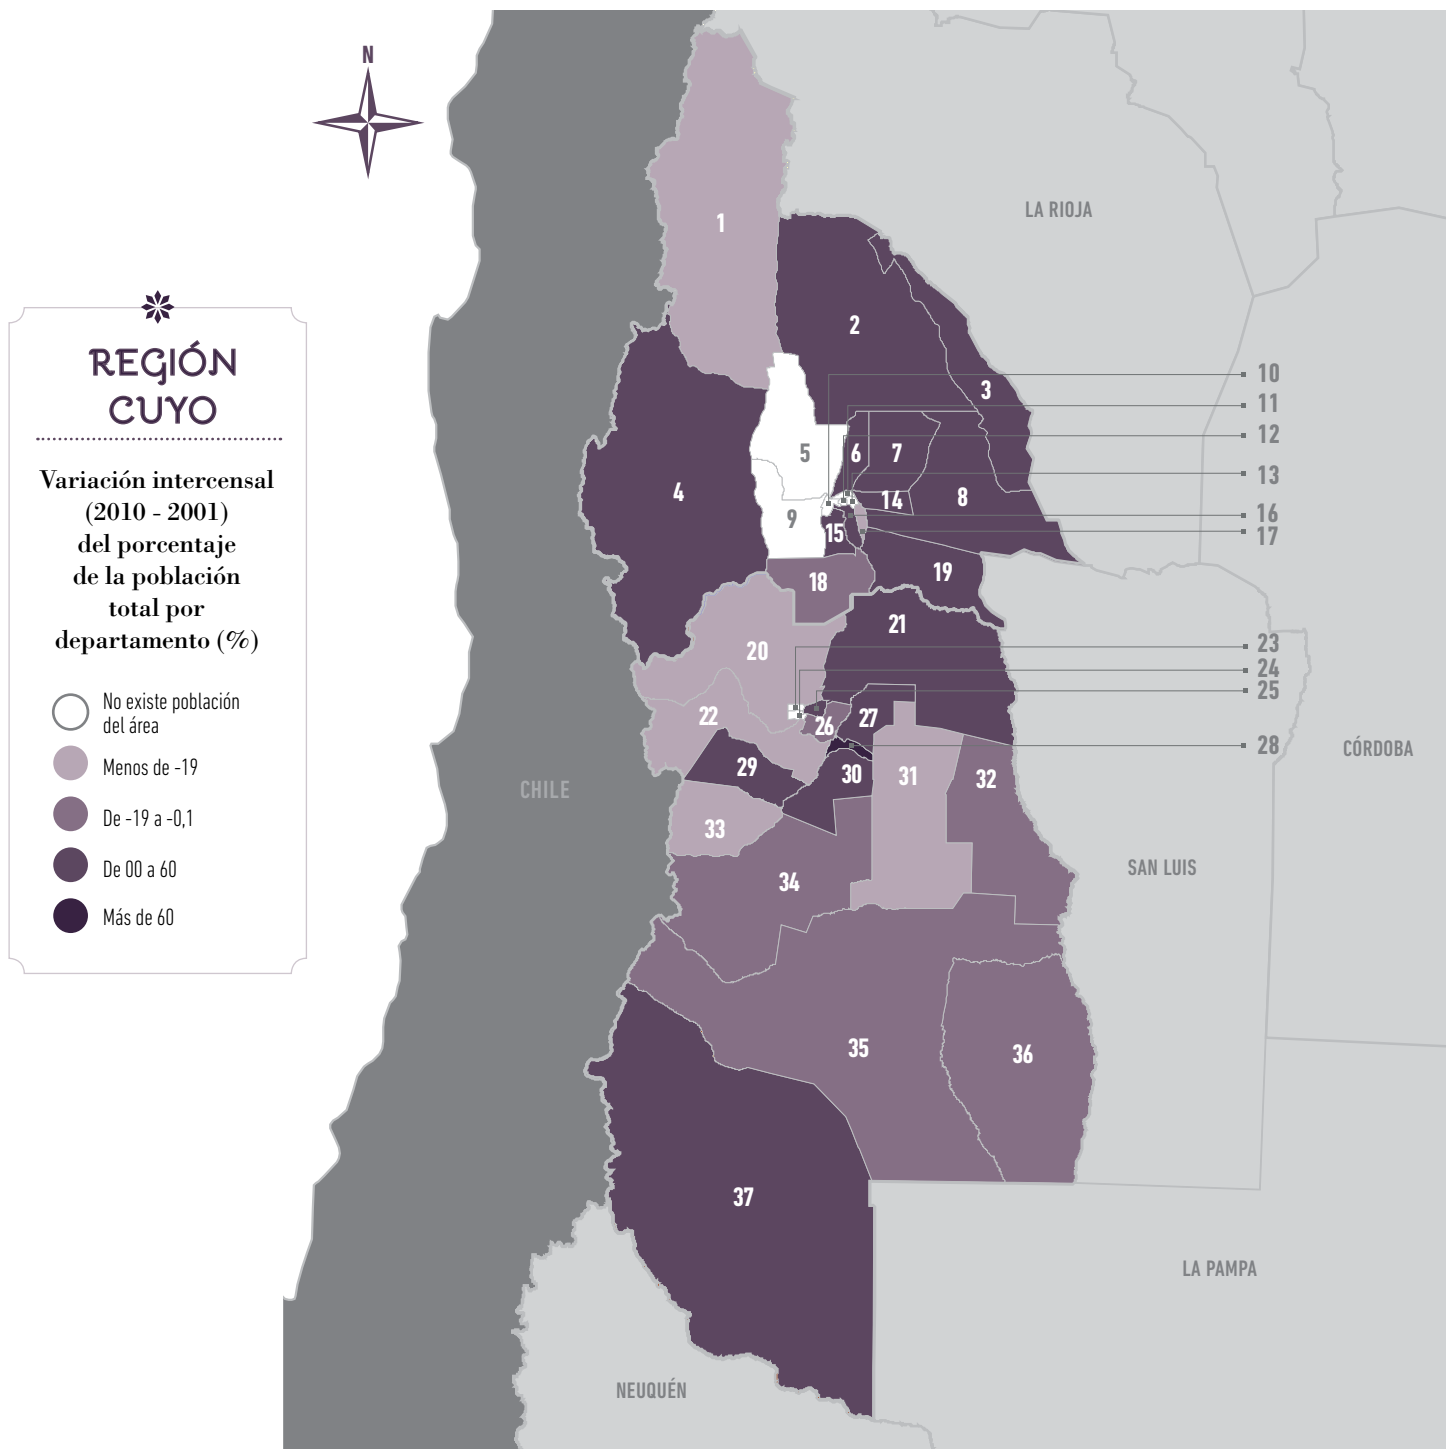 N
REGIÓN
CUYO
Variación intercensal
(2010 - 2001)
del porcentaje
de la población
total por
departamento (%)
No existe población
del área
Menos de -19
De -19 a -0,1
De 00 a 60
Más de 60
LA RIOJA
CHILE
CÓRDOBA
SAN LUIS
LA PAMPA
NEUQUÉN
1
2
3
4
5
6
7
8
9
10
11
12
13
14
15
16
17
18
19
20
21
22
23
24
25
26
27
28
29
30
31
32
33
34
35
36
37